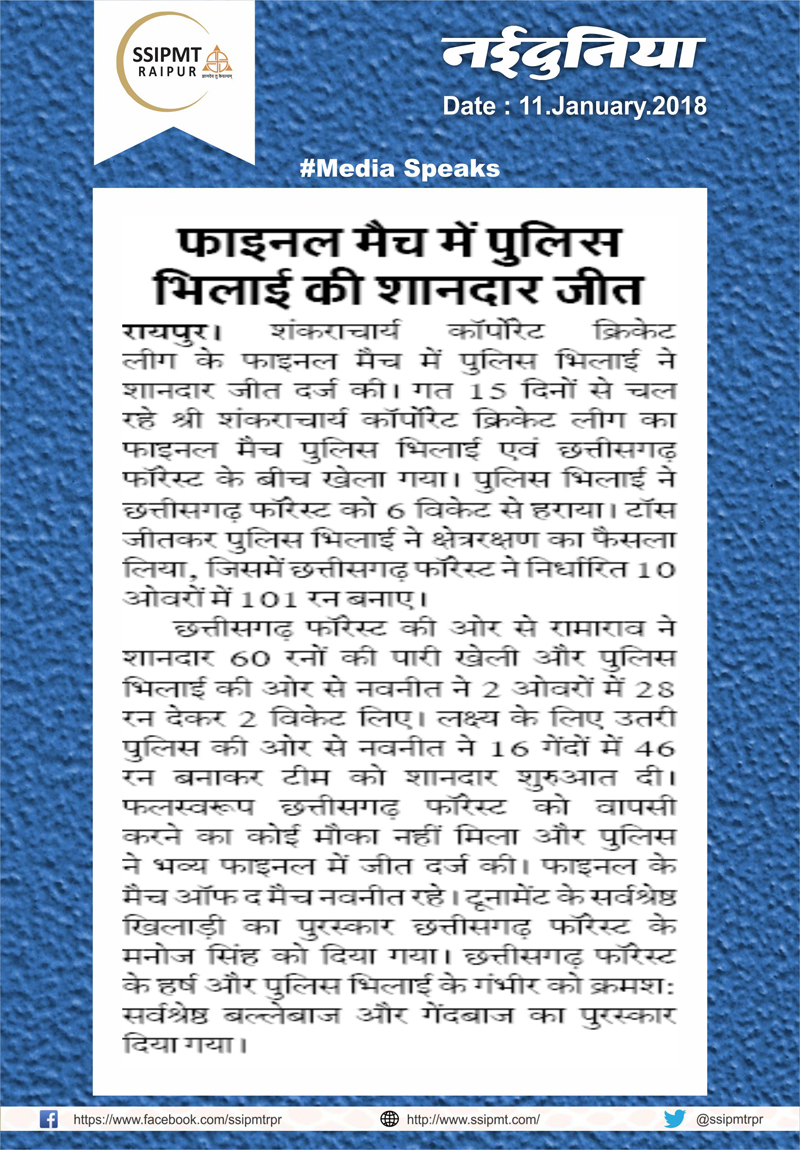 SSIPMT
RAIPUR
नईदुनिया
Date : 11.January.2018
#Media Speaks
फाइनल मैच में पुलिस
भिलाई की शानदार जीत
रायपुर। शंकराचार्य कॉर्पोरेट क्रिकेट
लीग के फाइनल मैच में पुलिस भिलाई ने
शानदार जीत दर्ज की। गत 15 दिनों से चल
रहे श्री शंकराचार्य कॉर्पोरेट क्रिकेट लीग का
फाइनल मैच पुलिस भिलाई एवं छत्तीसगढ़
फॉरेस्ट के बीच खेला गया। पुलिस भिलाई ने
छत्तीसगढ़ फॉरेस्ट को 6 विकेट से हराया। टॉस
जीतकर पुलिस भिलाई ने क्षेत्ररक्षण का फैसला
लिया, जिसमें छत्तीसगढ़ फॉरेस्ट ने निर्धारित 10
ओवरों में 101 रन बनाए।
छत्तीसगढ़ फॉरेस्ट की ओर से रामाराव ने
शानदार 60 रनों की पारी खेली और पुलिस
भिलाई की ओर से नवनीत ने 2 ओवरों में 28
रन देकर 2 विकेट लिए। लक्ष्य के लिए उतरी
पुलिस की ओर से नवनीत ने 16 गेंदों में 46
रन बनाकर टीम को शानदार शुरुआत दी।
फलस्वरूप छत्तीसगढ़ फॉरेस्ट को वापसी
करने का कोई मौका नहीं मिला और पुलिस
ने भव्य फाइनल में जीत दर्ज की। फाइनल के
मैच ऑफ द मैच नवनीत रहे। टूनामेंट के सर्वश्रेष्ठ
खिलाड़ी का पुरस्कार छत्तीसगढ़ फॉरेस्ट के
मनोज सिंह को दिया गया। छत्तीसगढ़ फॉरेस्ट
के हर्ष और पुलिस भिलाई के गंभीर को क्रमश:
सर्वश्रेष्ठ बल्लेबाज और गेंदबाज का पुरस्कार
दिया गया।
https://www.facebook.com/ssipmtrpr
http://www.ssipmt.com/
@ssipmtrpr